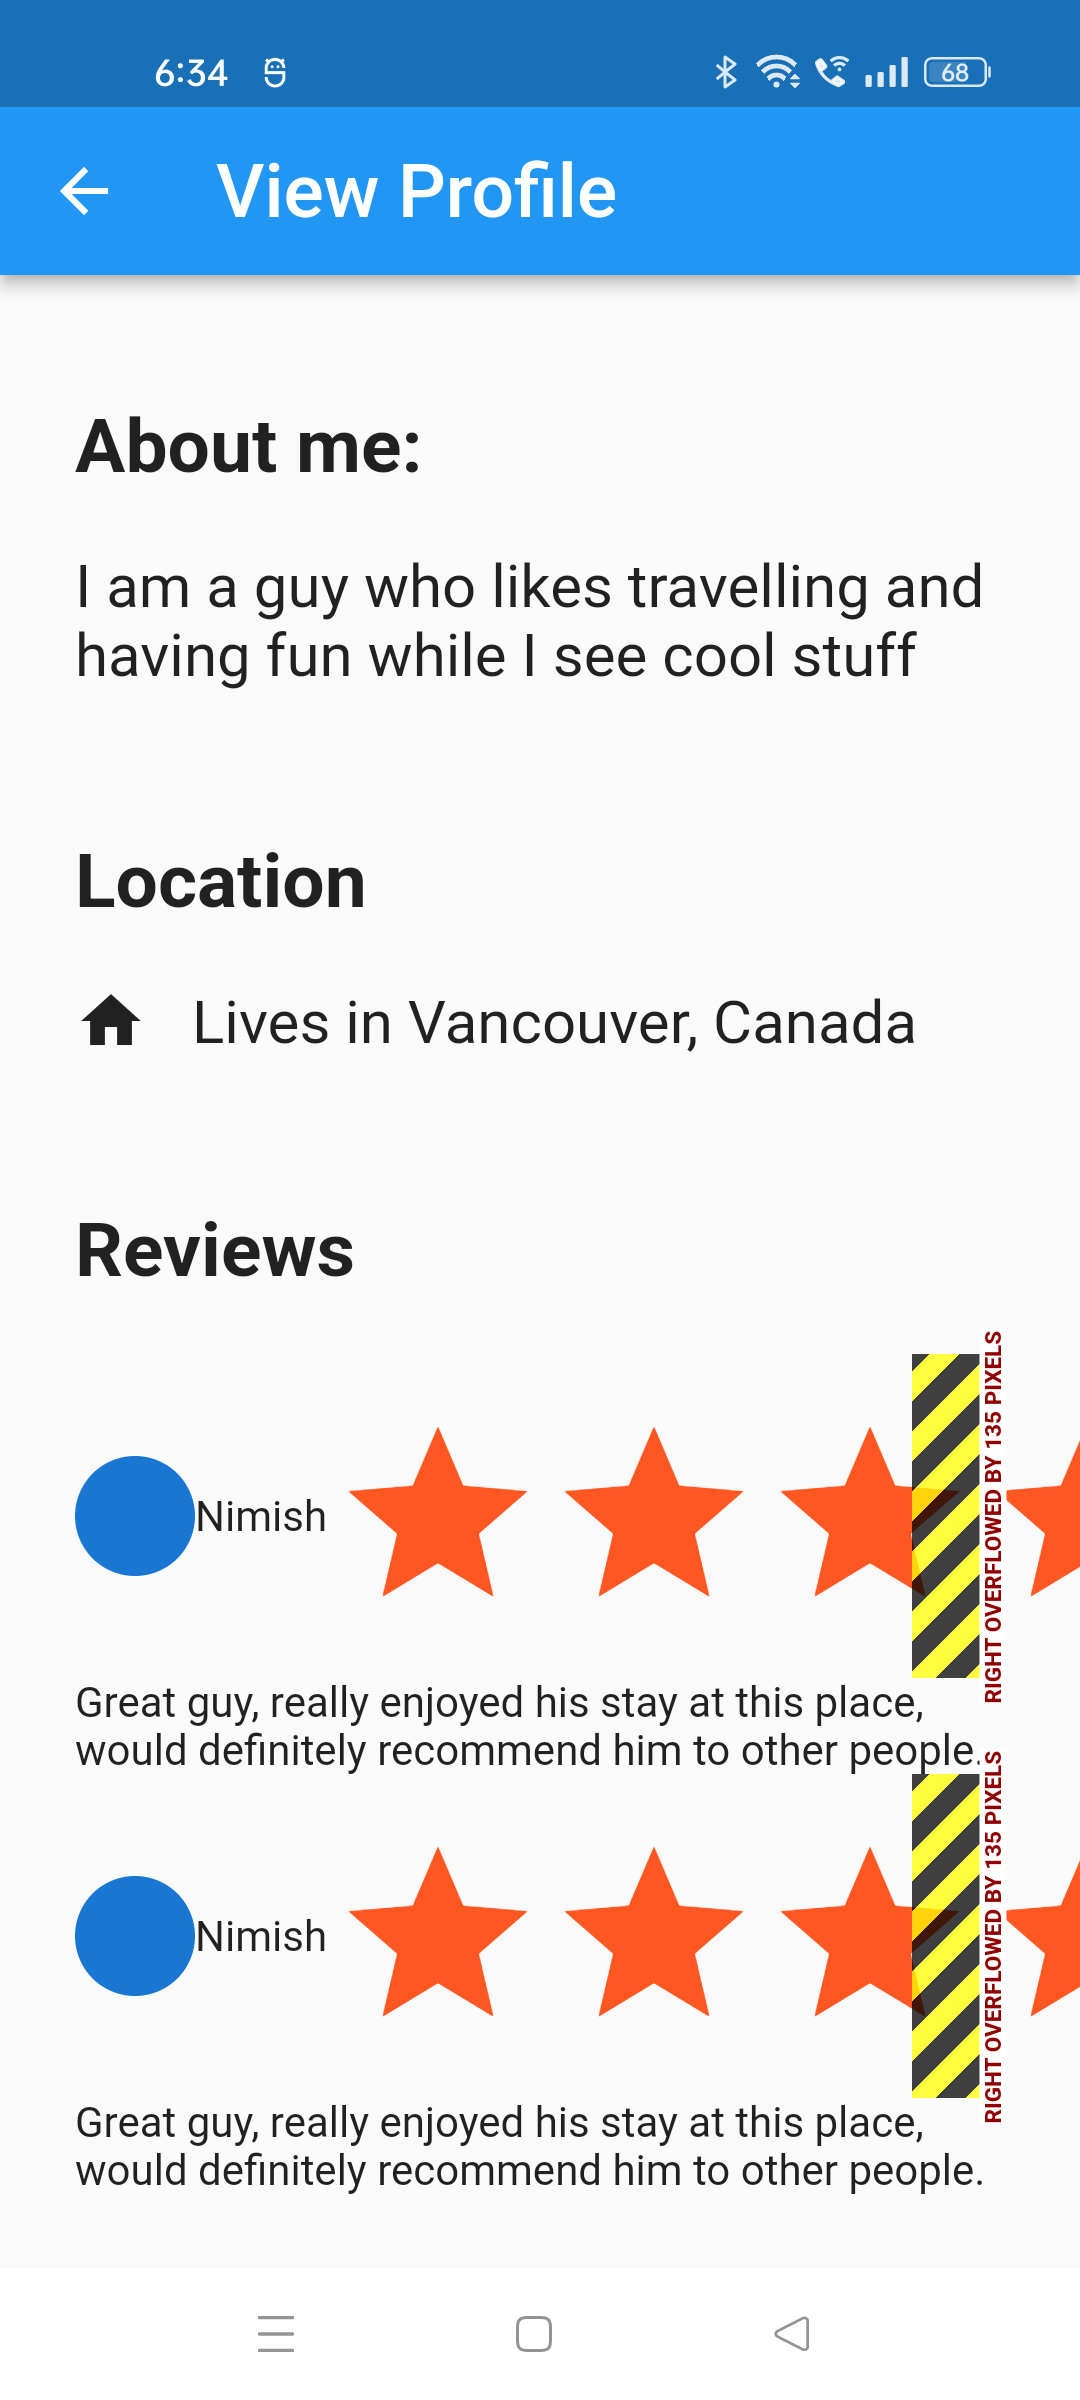 6:34
68
View Profile
About me:
I am a guy who likes travelling and
having fun while I see cool stuff
Location
Lives in Vancouver, Canada
Reviews
RIGHT OVERFLOWED BY 135 PIXELS
Nimish
Great guy, really enjoyed his stay at this place,
would definitely recommend him to other people.
RIGHT OVERFLOWED BY 135 PIXELS
Nimish
Great guy, really enjoyed his stay at this place,
would definitely recommend him to other people.